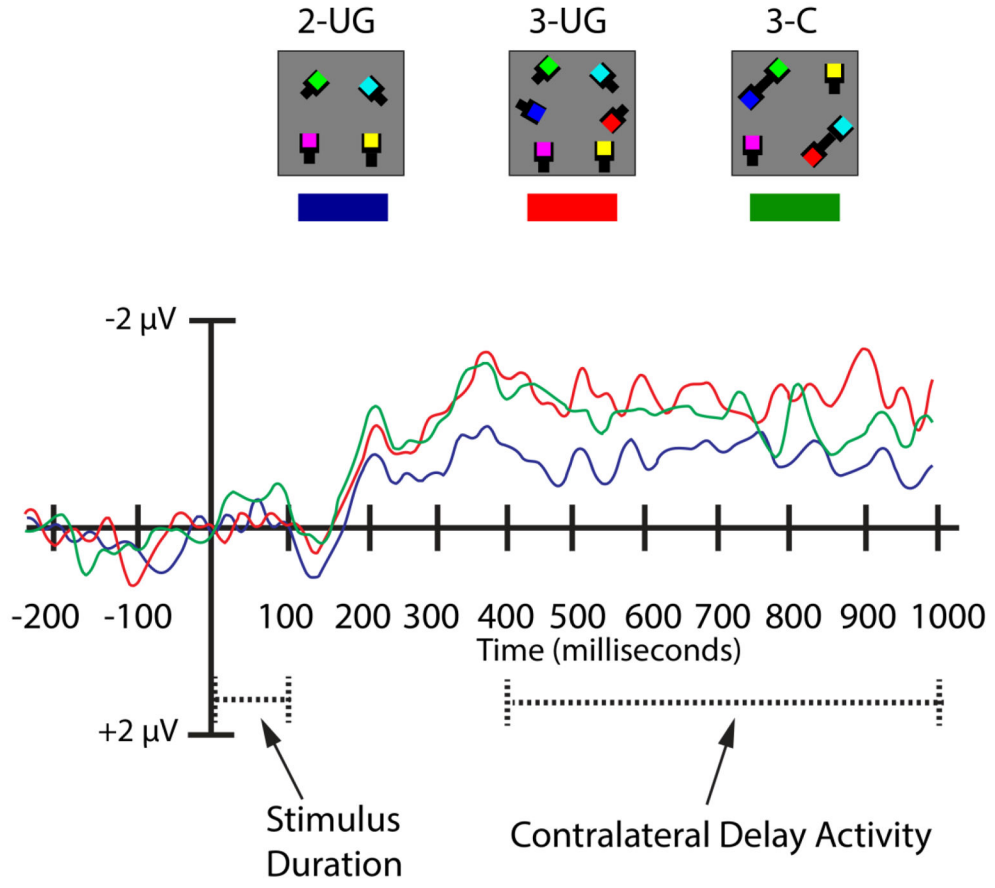 2-UG 3-UG 3-C
-2 µV
-200 -100 100 200 300 400 500 600 700 800 900 1000
Time (milliseconds)
+2 µV
Stimulus
Duration
Contralateral Delay Activity